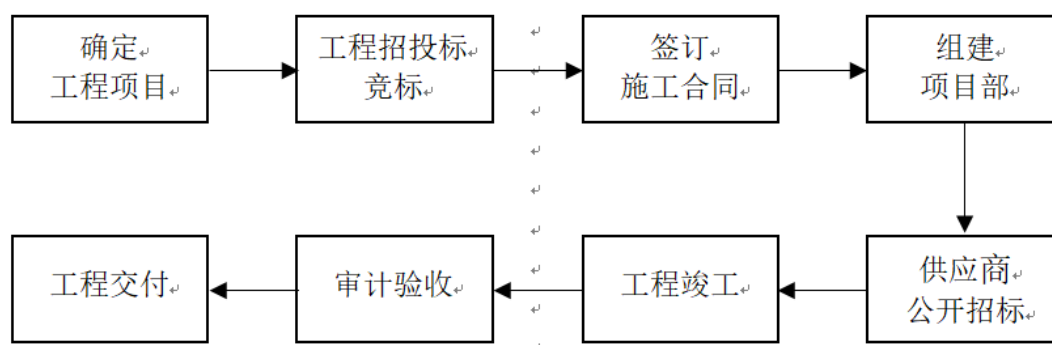 确定
工程项目
工程招投标
竞标
签订
施工合同
组建
项目部
供应商
公开招标
工程竣工
审计验收
工程交付